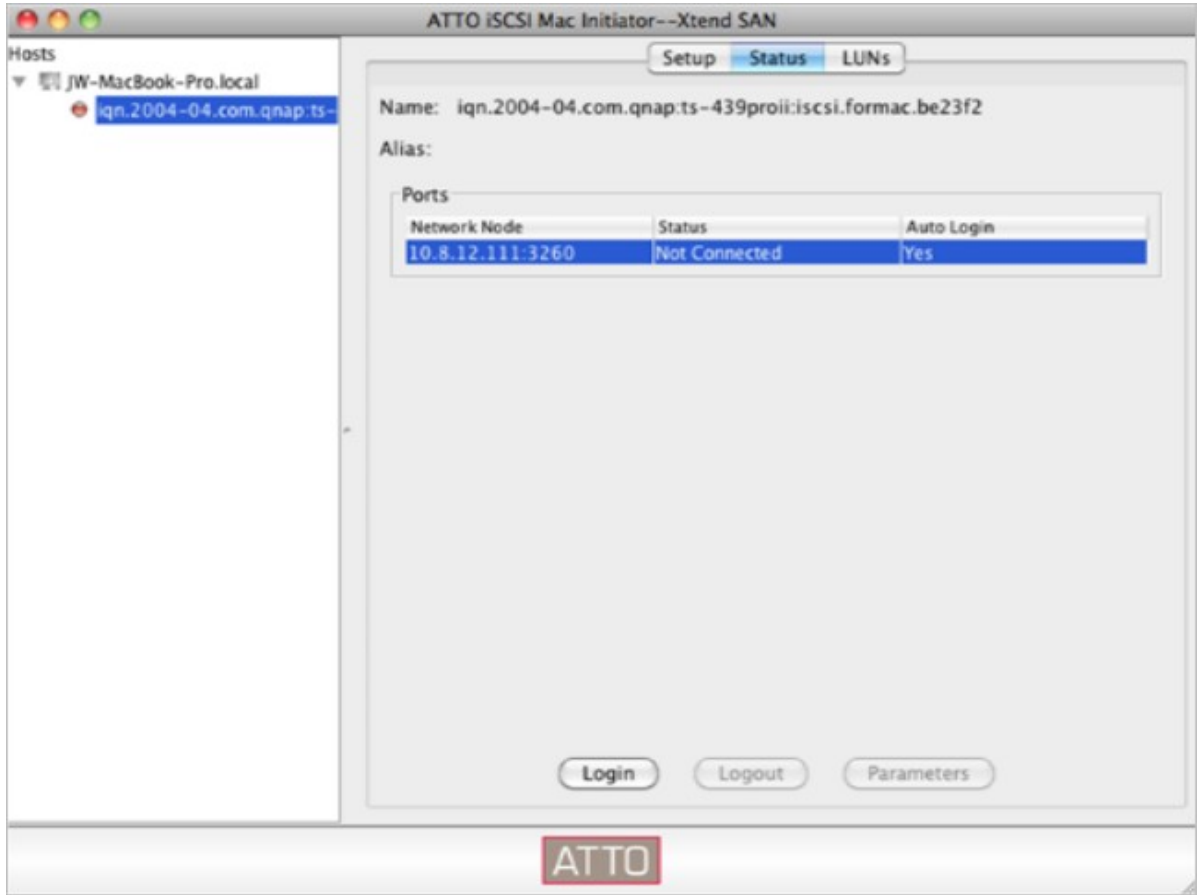 ATTO iSCSI Mac Initiator--Xtend SAN
Hosts
JW-MacBook-Pro.local
iqn.2004-04.com.qnap:ts-
Setup Status LUNs
Name: iqn.2004-04.com.qnap:ts-439proii:iscsi.formac.be23f2
Alias:
Ports
Network Node Status Auto Login
10.8.12.111:3260 Not Connected Yes
Login Logout Parameters
ATTO